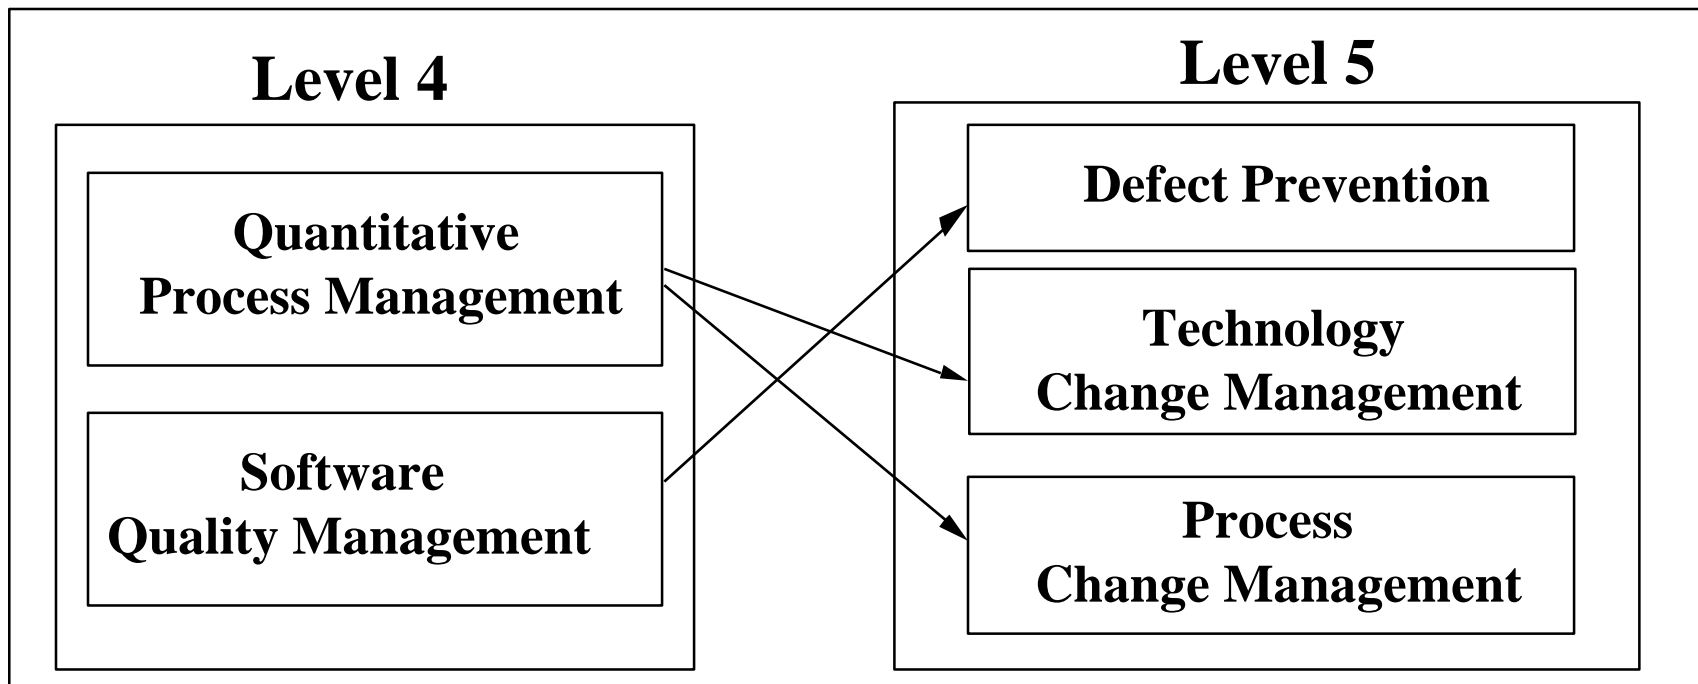 Level 4
Quantitative
Process Management
Software
Quality Management
Level 5
Defect Prevention
Technology
Change Management
Process
Change Management